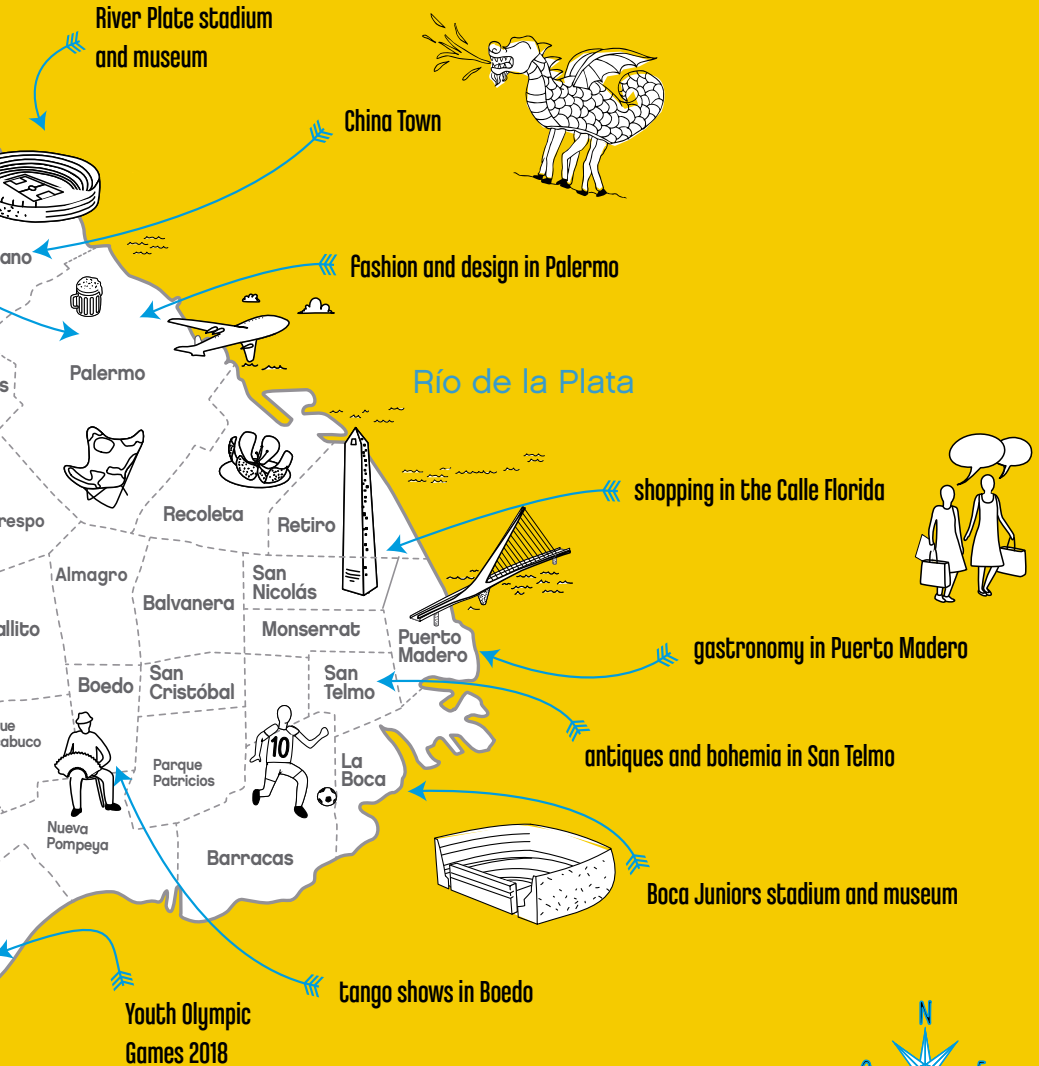 River Plate stadium
and museum
China Town
ano
fashion and design in Palermo
Palermo
s
Río de la Plata
shopping in the Calle Florida
respo
Recoleta
Retiro
Almagro
San
Nicolás
Balvanera
allito
Monserrat
Puerto
Madero
gastronomy in Puerto Madero
Boedo
San
Cristóbal
San
Telmo
ue
abuco
10
antiques and bohemia in San Telmo
Parque
Patricios
La
Boca
Nueva
Pompeya
Barracas
Boca Juniors stadium and museum
tango shows in Boedo
Youth Olympic
Games 2018
N